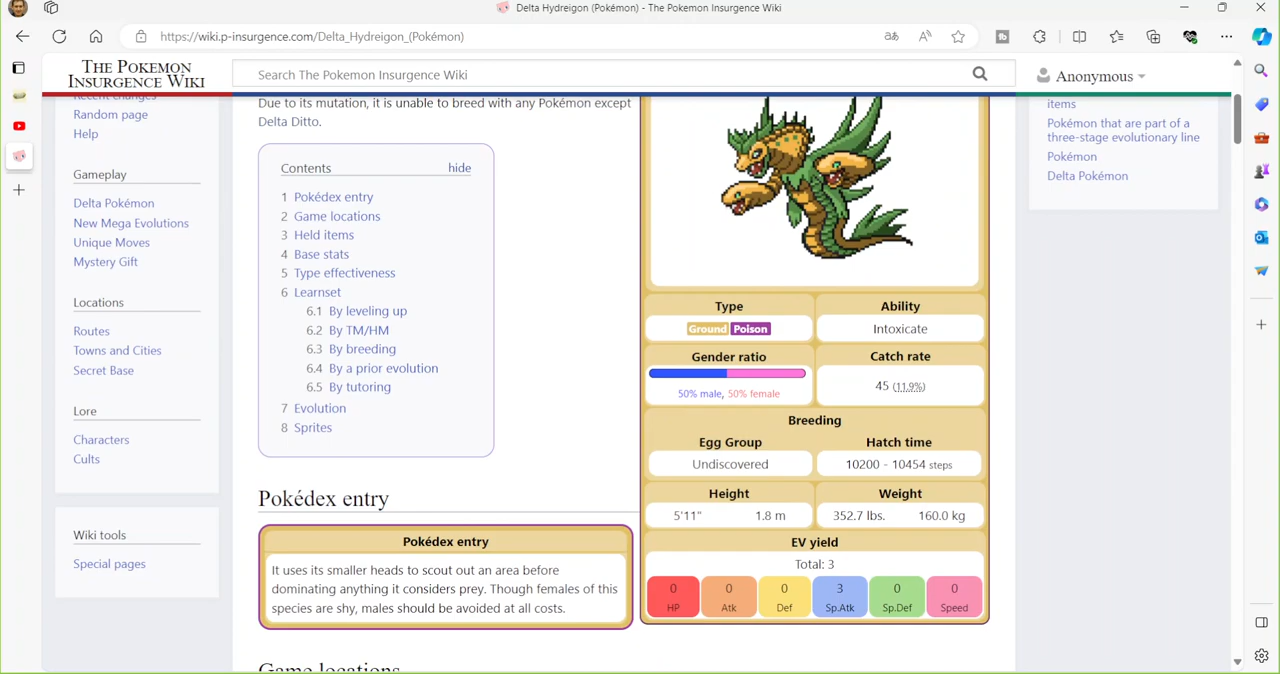 Delta Hydreigon (Pokémon) - The Pokemon Insurgence Wiki
https://wiki.p-insurgence.com/Delta_Hydreigon_(Pokémon)
THE POKEMON
INSURGENCE WIKI
Search The Pokemon Insurgence Wiki
Anonymous
Recent changes
Random page
Help
Gameplay
Delta Pokémon
New Mega Evolutions
Unique Moves
Mystery Gift
Locations
Routes
Towns and Cities
Secret Base
Lore
Characters
Cults
Wiki tools
Special pages
Due to its mutation, it is unable to breed with any Pokémon except
Delta Ditto.
Contents hide
1 Pokédex entry
2 Game locations
3 Held items
4 Base stats
5 Type effectiveness
6 Learnset
6.1 By leveling up
6.2 By TM/HM
6.3 By breeding
6.4 By a prior evolution
6.5 By tutoring
7 Evolution
8 Sprites
Pokédex entry
Pokédex entry
It uses its smaller heads to scout out an area before
dominating anything it considers prey. Though females of this
species are shy, males should be avoided at all costs.
Game locations
Type Ability
Ground Poison Intoxicate
Gender ratio Catch rate
50% male, 50% female 45 (11.9%)
Breeding
Egg Group Hatch time
Undiscovered 10200 - 10454 steps
Height Weight
5'11" 1.8 m 352.7 lbs. 160.0 kg
EV yield
Total: 3
0 0 0 3 0 0
HP Atk Def Sp.Atk Sp.Def Speed
items
Pokémon that are part of a
three-stage evolutionary line
Pokémon
Delta Pokémon